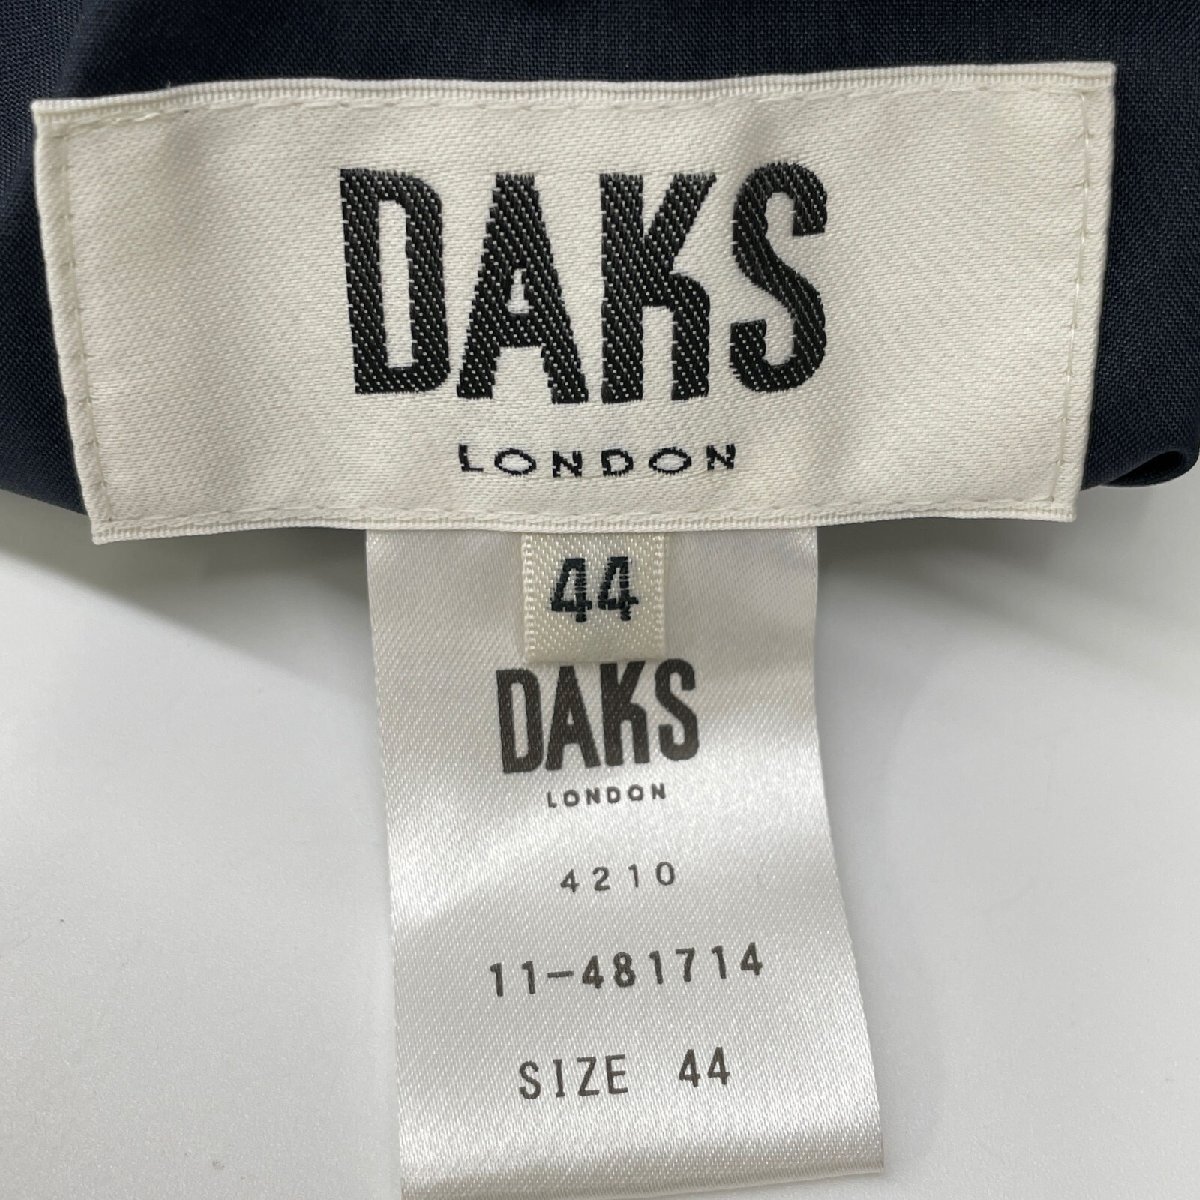 DAKS
LONDON
44
DAKS
LONDON
4210
11-481714
SIZE 44